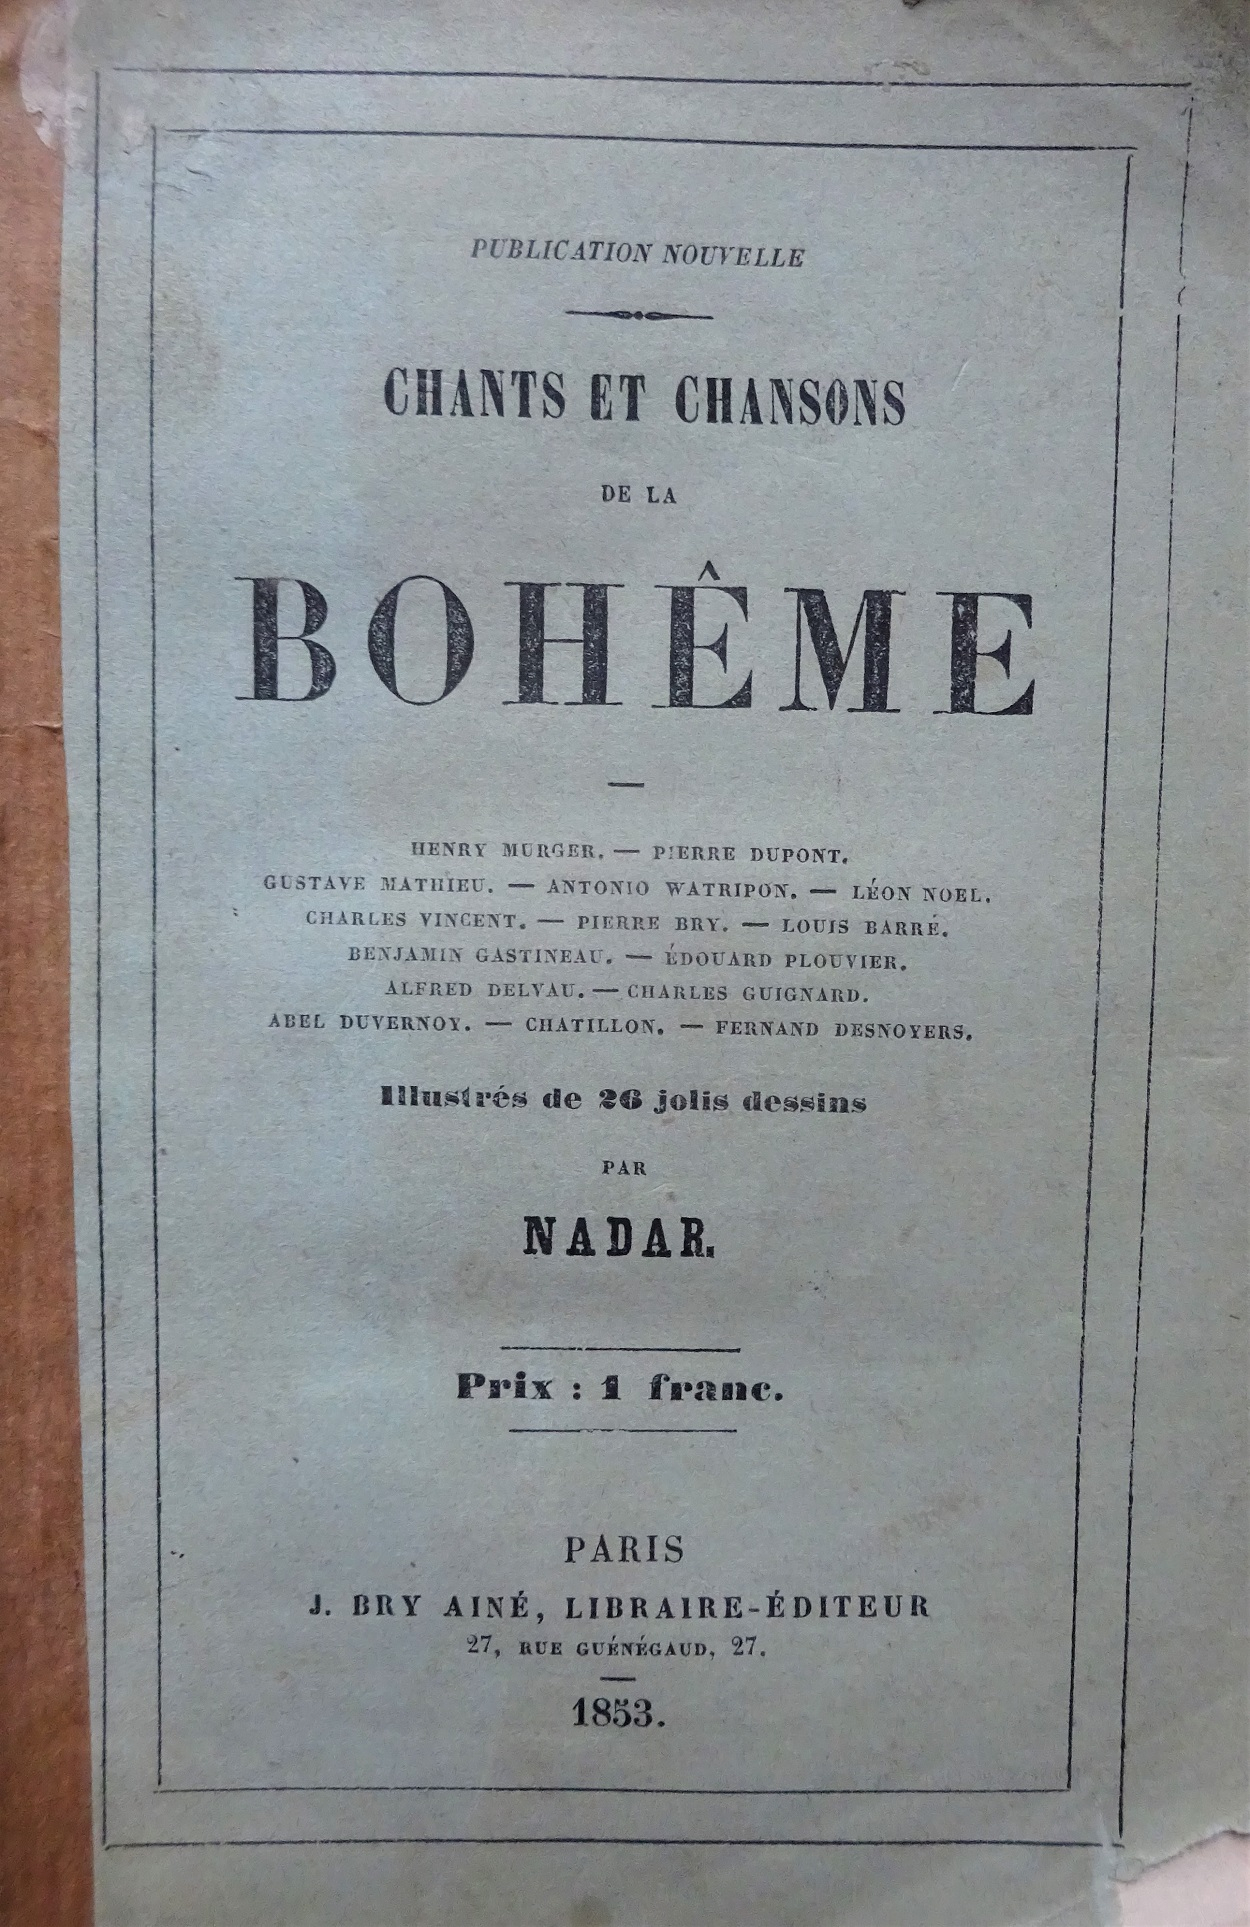 PUBLICATION NOUVELLE
CHANTS ET CHANSONS
DE LA
BOHÊME
HENRY MURGER. — PIERRE DUPONT.
GUSTAVE MATHIEU. — ANTONIO WATRIPON. — LÉON NOEL.
CHARLES VINCENT. — PIERRE BRY. — LOUIS BARRÉ.
BENJAMIN GASTINEAU. — ÉDOUARD PLOUVIER.
ALFRED DELVAU. — CHARLES GUIGNARD.
ABEL DUVERNOY. — CHATILLON. — FERNAND DESNOYERS.
Illustrés de 26 jolis dessins
PAR
NADAR.
Prix : 1 franc.
PARIS
J. BRY AINÉ, LIBRAIRE-ÉDITEUR
27, RUE GUÉNÉGAUD, 27.
1853.